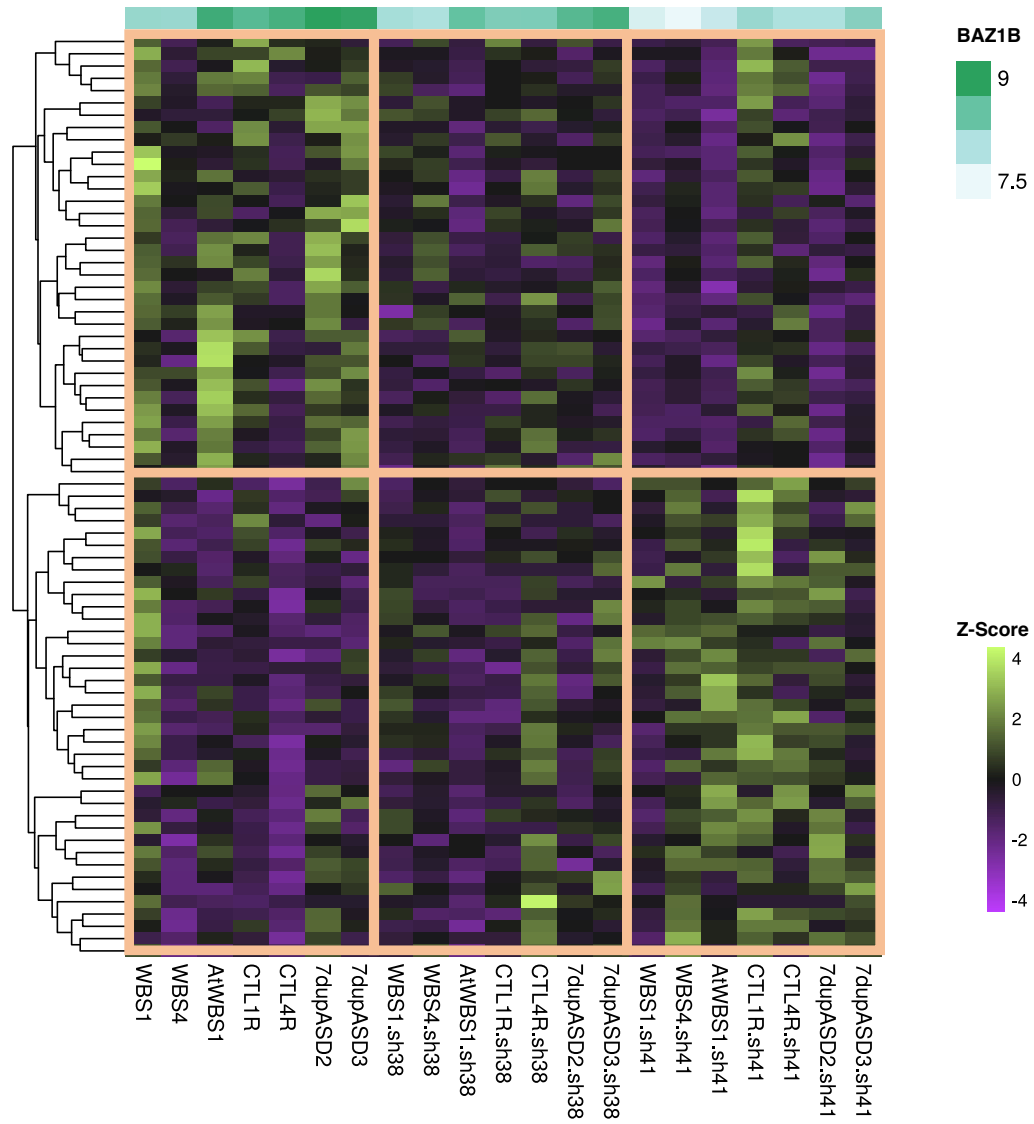 BAZ1B
9
7.5
Z-Score
4
2
0
-2
-4
WBS1
WBS4
AtWBS1
CTL1R
CTL4R
7dupASD2
7dupASD3
WBS1.sh38
WBS4.sh38
AtWBS1.sh38
CTL1R.sh38
CTL4R.sh38
7dupASD2.sh38
7dupASD3.sh38
WBS1.sh41
WBS4.sh41
AtWBS1.sh41
CTL1R.sh41
CTL4R.sh41
7dupASD2.sh41
7dupASD3.sh41